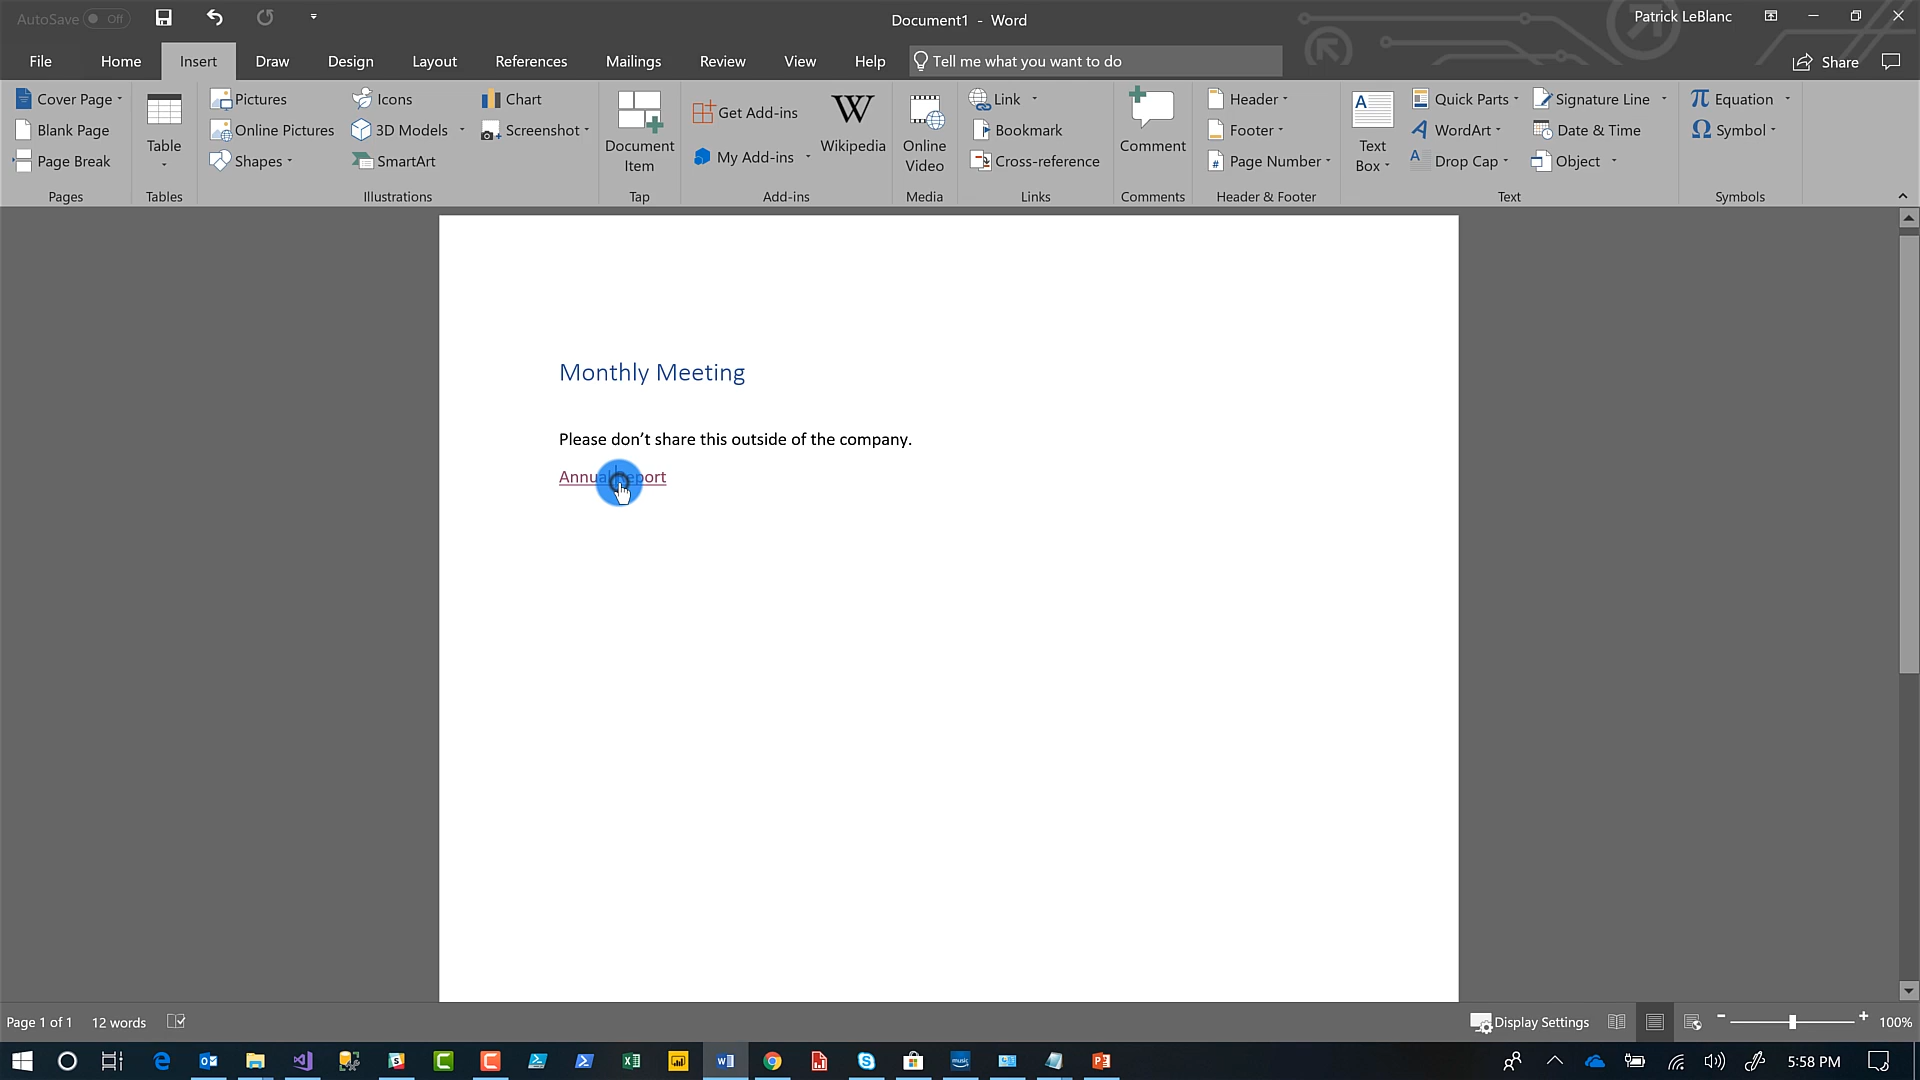 AutoSave Off
Document1 - Word
Patrick LeBlanc
File Home Insert Draw Design Layout References Mailings Review View Help Tell me what you want to do Share
Cover Page
Blank Page
Page Break
Pages
Table
Tables
Pictures
Online Pictures
Shapes
Icons
3D Models
SmartArt
Chart
Screenshot
Illustrations
Document
Item
Tap
Get Add-ins
My Add-ins
W
Wikipedia
Add-ins
Online
Video
Media
Link
Bookmark
Cross-reference
Links
Comment
Comments
Header
Footer
Page Number
Header & Footer
Text
Box
Quick Parts
WordArt
Drop Cap
Signature Line
Date & Time
Object
Text
π Equation
Ω Symbol
Symbols
Monthly Meeting
Please don't share this outside of the company.
Annual Report
Page 1 of 1 12 words
Display Settings
100%
music
5:58 PM